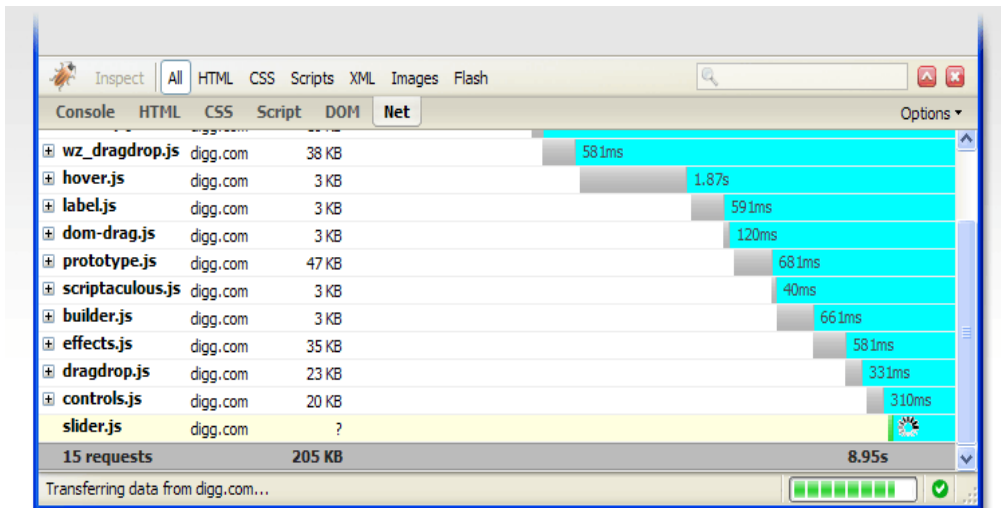 Inspect All HTML CSS Scripts XML Images Flash
Console HTML CSS Script DOM Net Options
wz_dragdrop.js digg.com 38 KB 581ms
hover.js digg.com 3 KB 1.87s
label.js digg.com 3 KB 591ms
dom-drag.js digg.com 3 KB 120ms
prototype.js digg.com 47 KB 681ms
scriptaculous.js digg.com 3 KB 40ms
builder.js digg.com 3 KB 661ms
effects.js digg.com 35 KB 581ms
dragdrop.js digg.com 23 KB 331ms
controls.js digg.com 20 KB 310ms
slider.js digg.com ?
15 requests 205 KB 8.95s
Transferring data from digg.com...